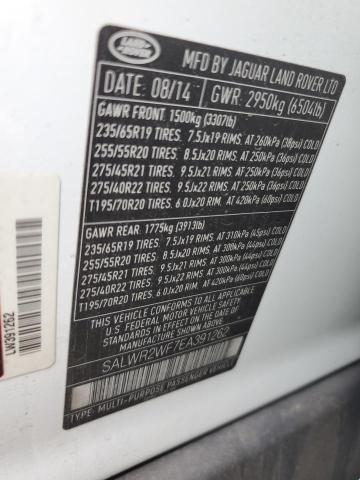 LAND ROVER
MFD BY JAGUAR LAND ROVER LTD
DATE: 08/14 GWR: 2950kg (6504lb)
GAWR FRONT: 1500kg (3307lb)
235/65R19 TIRES. 7.5Jx19 RIMS. AT 260kPa (38psi) COLD
255/55R20 TIRES. 8.5Jx20 RIMS. AT 250kPa (36psi) COLD
275/45R21 TIRES. 9.5Jx21 RIMS. AT 250kPa (36psi) COLD
275/40R22 TIRES. 9.5Jx22 RIMS. AT 250kPa (36psi) COLD
T195/70R20 TIRES. 6.0Jx20 RIMS. AT 420kPa (60psi) COLD
GAWR REAR: 1775kg (3913lb)
235/65R19 TIRES. 7.5Jx19 RIMS. AT 310kPa (45psi) COLD
255/55R20 TIRES. 8.5Jx20 RIMS. AT 300kPa (44psi) COLD
275/45R21 TIRES. 9.5Jx21 RIMS. AT 300kPa (44psi) COLD
275/40R22 TIRES. 9.5Jx22 RIMS. AT 300kPa (44psi) COLD
T195/70R20 TIRES. 6.0Jx20 RIMS. AT 420kPa (60psi) COLD
THIS VEHICLE CONFORMS TO ALL APPLICABLE
U.S. FEDERAL MOTOR VEHICLE SAFETY
AND THEFT PREVENTION STANDARDS IN EFFECT
ON THE DATE OF MANUFACTURE SHOWN ABOVE
SALWR2WF7EA391262
TYPE: MULTI-PURPOSE PASSENGER VEHICLE
LW391262